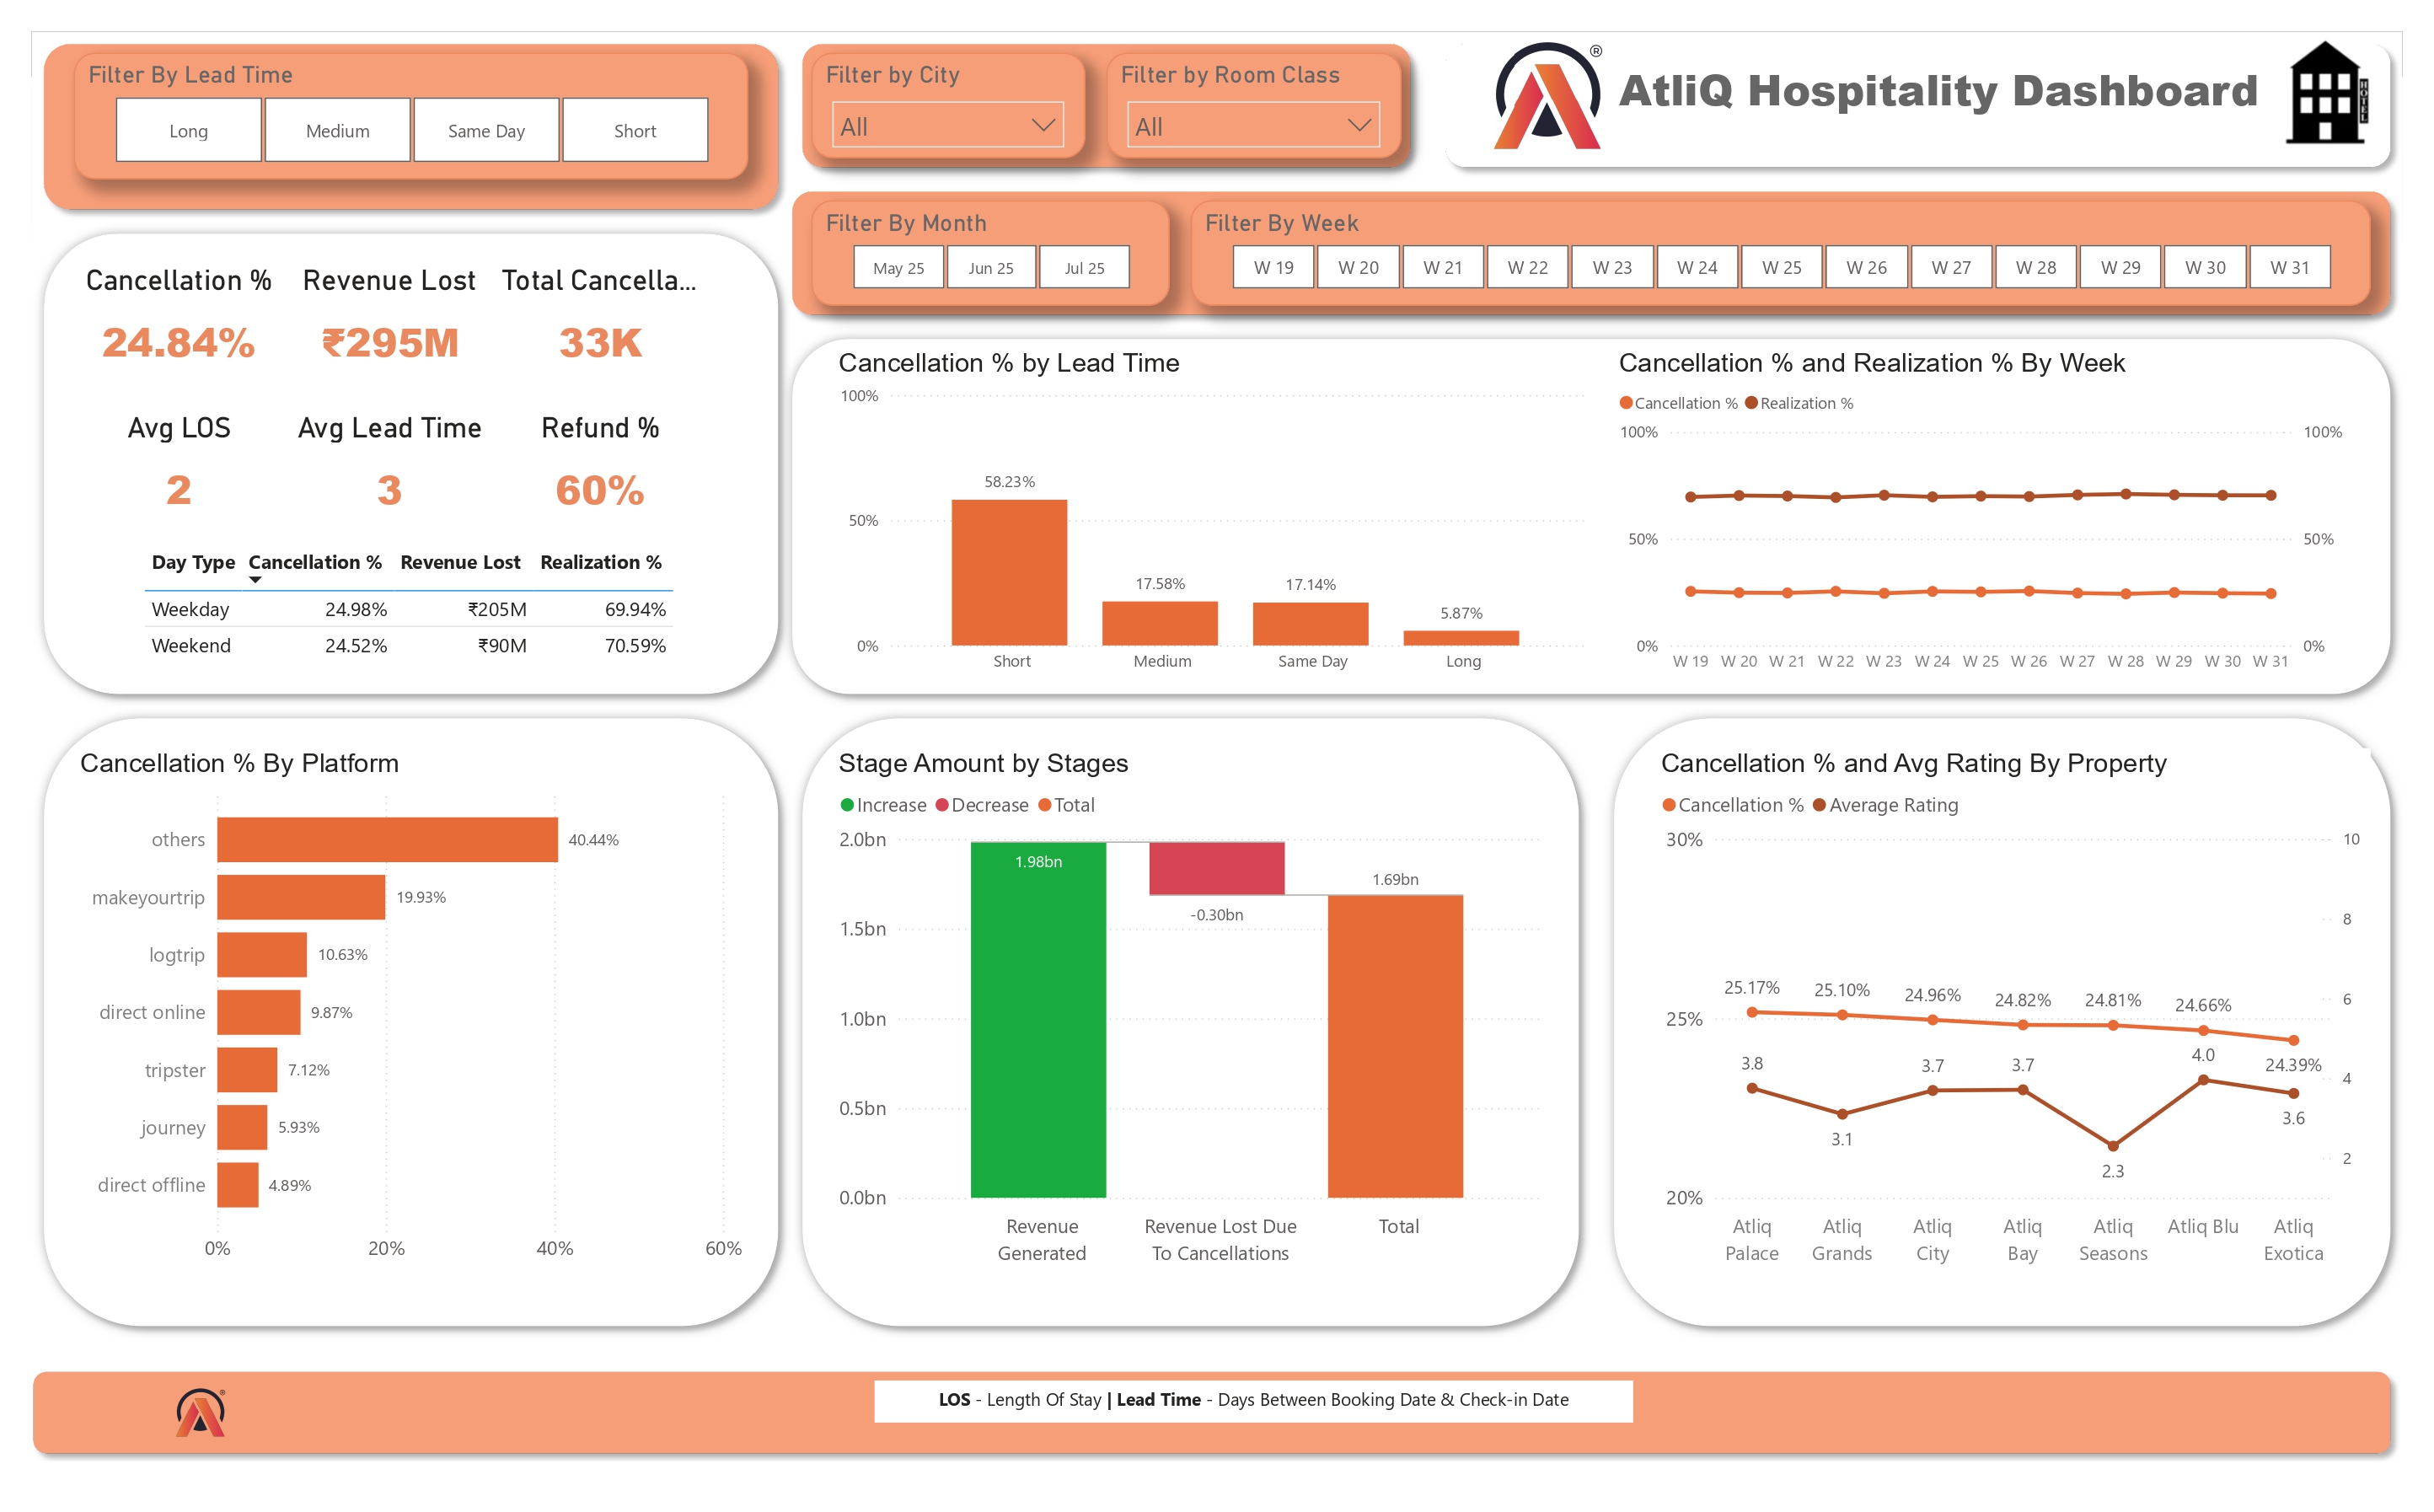 Filter By Lead Time
Long Medium Same Day Short
Filter by City
All
Filter by Room Class
All
® AtliQ Hospitality Dashboard
HOTEL
Filter By Month
May 25 Jun 25 Jul 25
Filter By Week
W 19 W 20 W 21 W 22 W 23 W 24 W 25 W 26 W 27 W 28 W 29 W 30 W 31
Cancellation % Revenue Lost Total Cancella...
24.84% ₹295M 33K
Avg LOS Avg Lead Time Refund %
2 3 60%
Day Type Cancellation % Revenue Lost Realization %
Weekday 24.98% ₹205M 69.94%
Weekend 24.52% ₹90M 70.59%
Cancellation % by Lead Time
100%
58.23%
50%
17.58% 17.14%
5.87%
0%
Short Medium Same Day Long
Cancellation % and Realization % By Week
Cancellation % Realization %
100% 100%
50% 50%
0% 0%
W 19 W 20 W 21 W 22 W 23 W 24 W 25 W 26 W 27 W 28 W 29 W 30 W 31
Cancellation % By Platform
others 40.44%
makeyourtrip 19.93%
logtrip 10.63%
direct online 9.87%
tripster 7.12%
journey 5.93%
direct offline 4.89%
0% 20% 40% 60%
Stage Amount by Stages
Increase Decrease Total
2.0bn
1.98bn
1.69bn
-0.30bn
1.5bn
1.0bn
0.5bn
0.0bn
Revenue Revenue Lost Due Total
Generated To Cancellations
Cancellation % and Avg Rating By Property
Cancellation % Average Rating
30% 10
8
25.17% 25.10% 24.96% 24.82% 24.81% 24.66%
6
25%
3.8 3.7 3.7 4.0 24.39%
4
3.1 3.6
2.3
2
20%
Atliq Atliq Atliq Atliq Atliq Atliq Blu Atliq
Palace Grands City Bay Seasons Exotica
®
LOS - Length Of Stay | Lead Time - Days Between Booking Date & Check-in Date